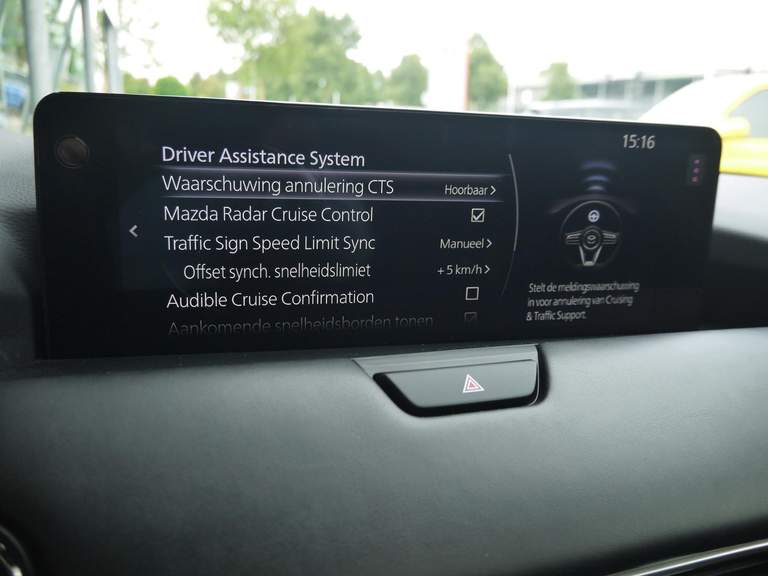 15:16
Driver Assistance System
Waarschuwing annulering CTS Hoorbaar
Mazda Radar Cruise Control
Traffic Sign Speed Limit Sync Manueel
Offset synch. snelheidslimiet +5 km/h
Audible Cruise Confirmation
Aankomende snelheidsborden tonen
Stelt de meldingswaarschuwing
in voor annulering van Cruising
& Traffic Support.